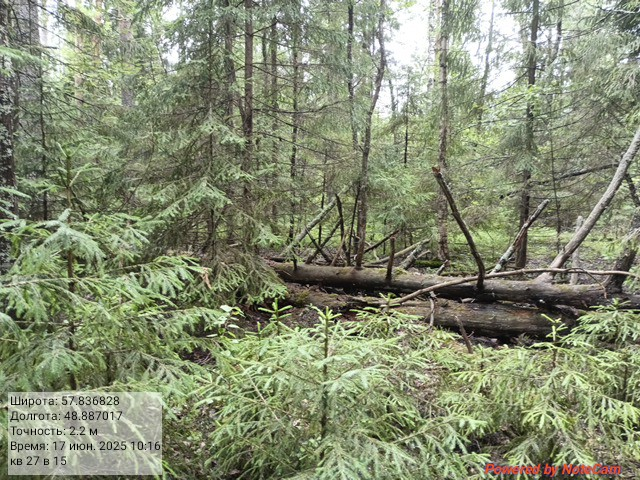 Широта: 57.836828
Долгота: 48.887017
Точность: 2.2 м
Время: 17 июн. 2025 10:16
кв 27 в 15
Powered by NoteCam